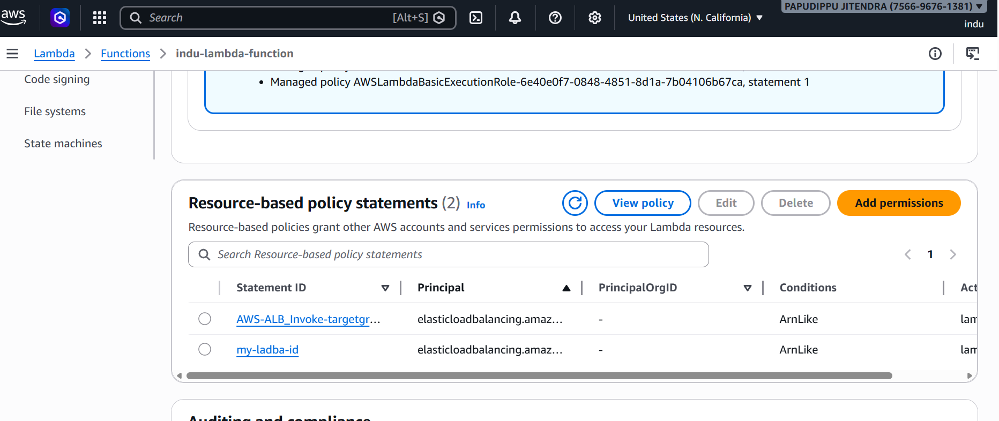 aws
Search [Alt+S]
United States (N. California)
PAPUDIPPU JITENDRA (7566-9676-1381)
indu
Lambda > Functions > indu-lambda-function
Code signing
File systems
State machines
• Managed policy AWSLambdaBasicExecutionRole-6e40e0f7-0848-4851-8d1a-7b04106b67ca, statement 1
Resource-based policy statements (2) Info
View policy
Edit
Delete
Add permissions
Resource-based policies grant other AWS accounts and services permissions to access your Lambda resources.
Search Resource-based policy statements
1
Statement ID Principal PrincipalOrgID Conditions Act
AWS-ALB_Invoke-targetgr... elasticloadbalancing.amaz... - ArnLike lam
my-ladba-id elasticloadbalancing.amaz... - ArnLike lam
Auditing and compliance